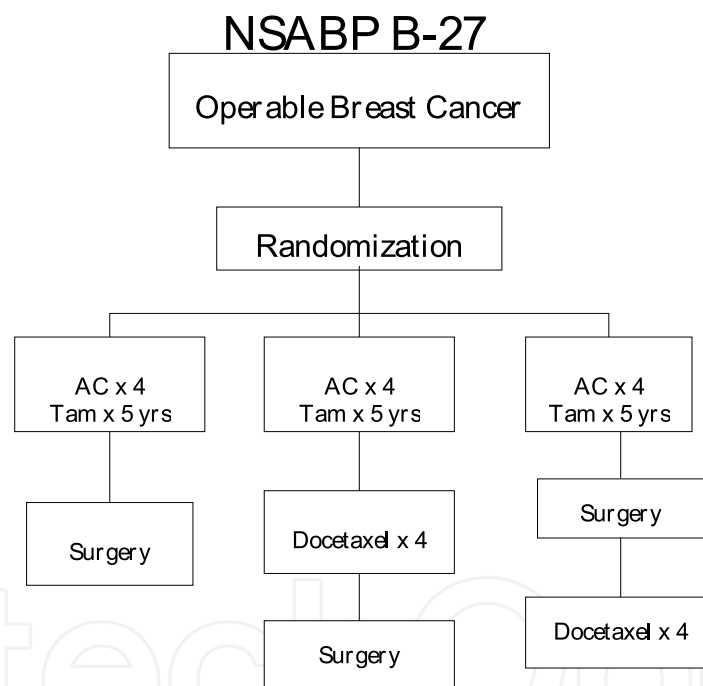 NSABP B-27
Operable Breast Cancer
Randomization
AC x 4
Tam x 5 yrs
AC x 4
Tam x 5 yrs
AC x 4
Tam x 5 yrs
Surgery
Docetaxel x 4
Surgery
Surgery
Docetaxel x 4